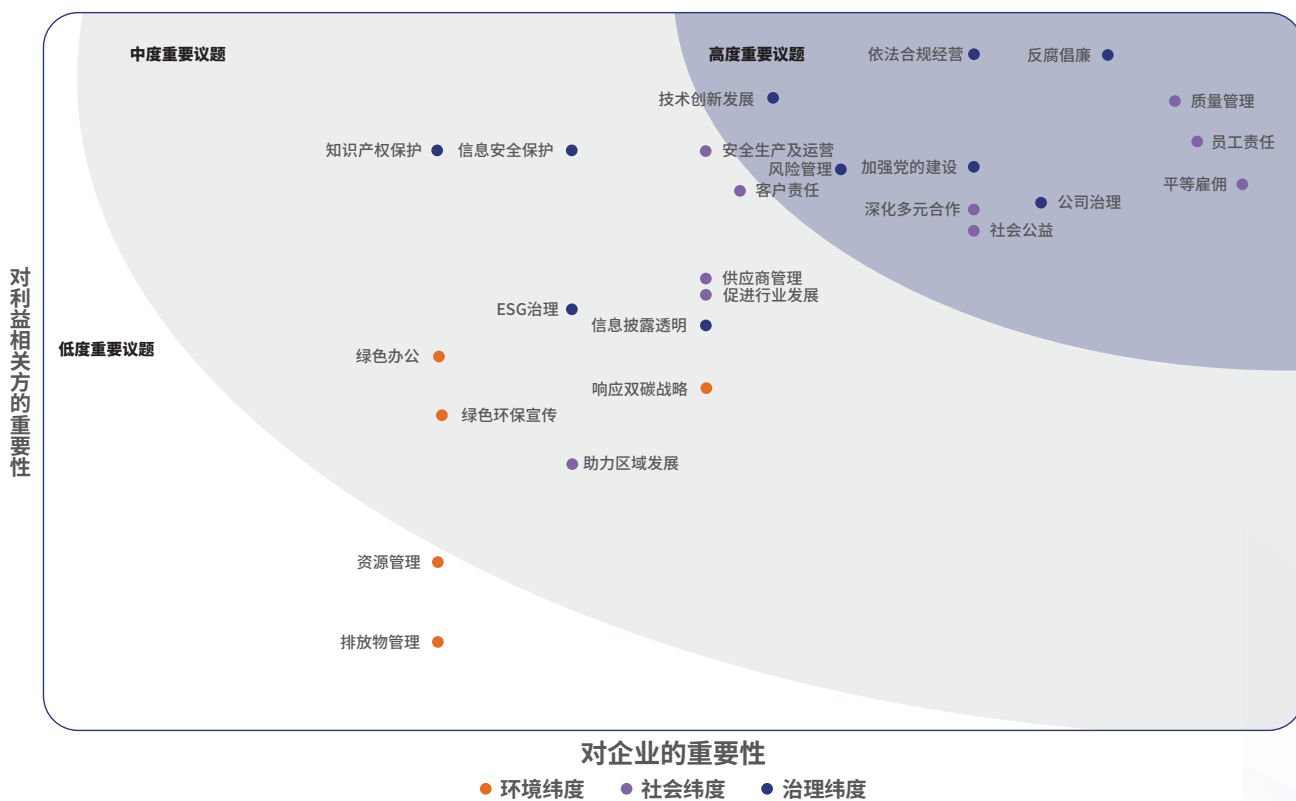 中度重要议题
高度重要议题
依法合规经营
反腐倡廉
技术创新发展
质量管理
知识产权保护
信息安全保护
安全生产及运营
员工责任
风险管理
加强党的建设
客户责任
平等雇佣
深化多元合作
公司治理
社会公益
供应商管理
促进行业发展
ESG治理
信息披露透明
低度重要议题
绿色办公
响应双碳战略
绿色环保宣传
助力区域发展
资源管理
排放物管理
对利益相关方的重要性
对企业的重要性
环境纬度
社会纬度
治理纬度